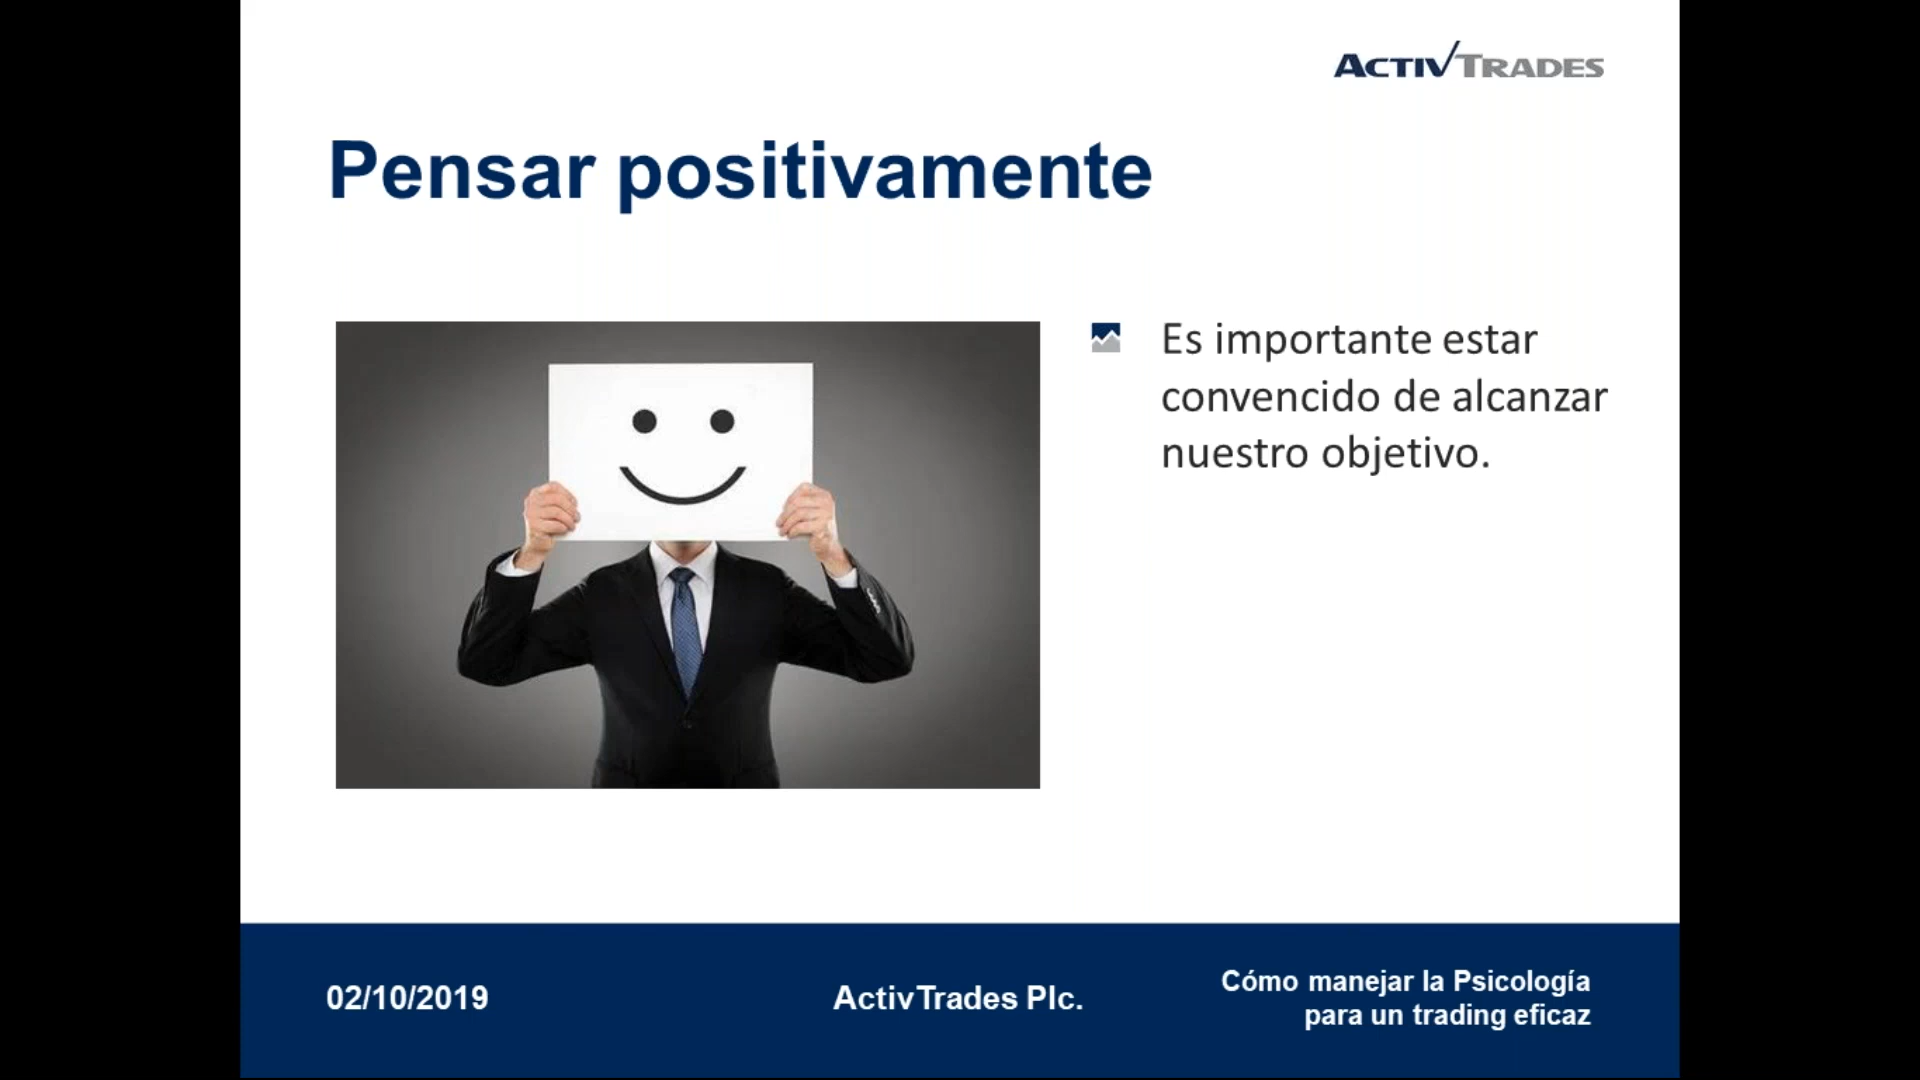 ACTIVTRADES
Pensar positivamente
Es importante estar
convencido de alcanzar
nuestro objetivo.
02/10/2019
ActivTrades Plc.
Cómo manejar la Psicología
para un trading eficaz